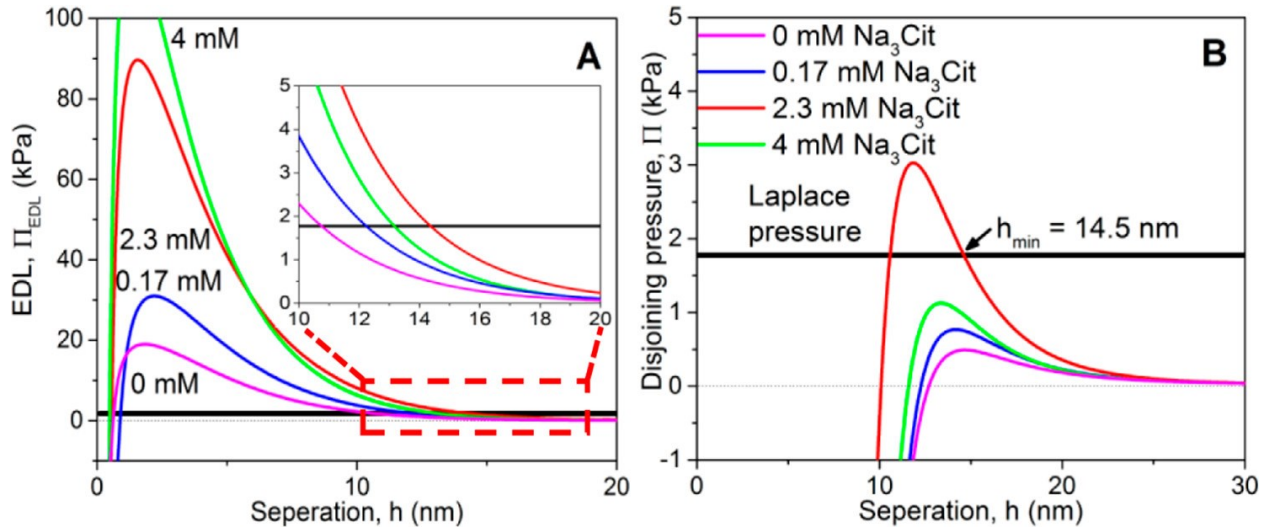 A
EDL, Π_EDL (kPa)
100
80
60
40
20
0
4 mM
2.3 mM
0.17 mM
0 mM
5
4
3
2
1
0
10 12 14 16 18 20
0 10 20
Seperation, h (nm)
B
Disjoining pressure, Π (kPa)
5
4
3
2
1
0
-1
0 mM Na₃Cit
0.17 mM Na₃Cit
2.3 mM Na₃Cit
4 mM Na₃Cit
Laplace
pressure
h_min = 14.5 nm
0 10 20 30
Seperation, h (nm)